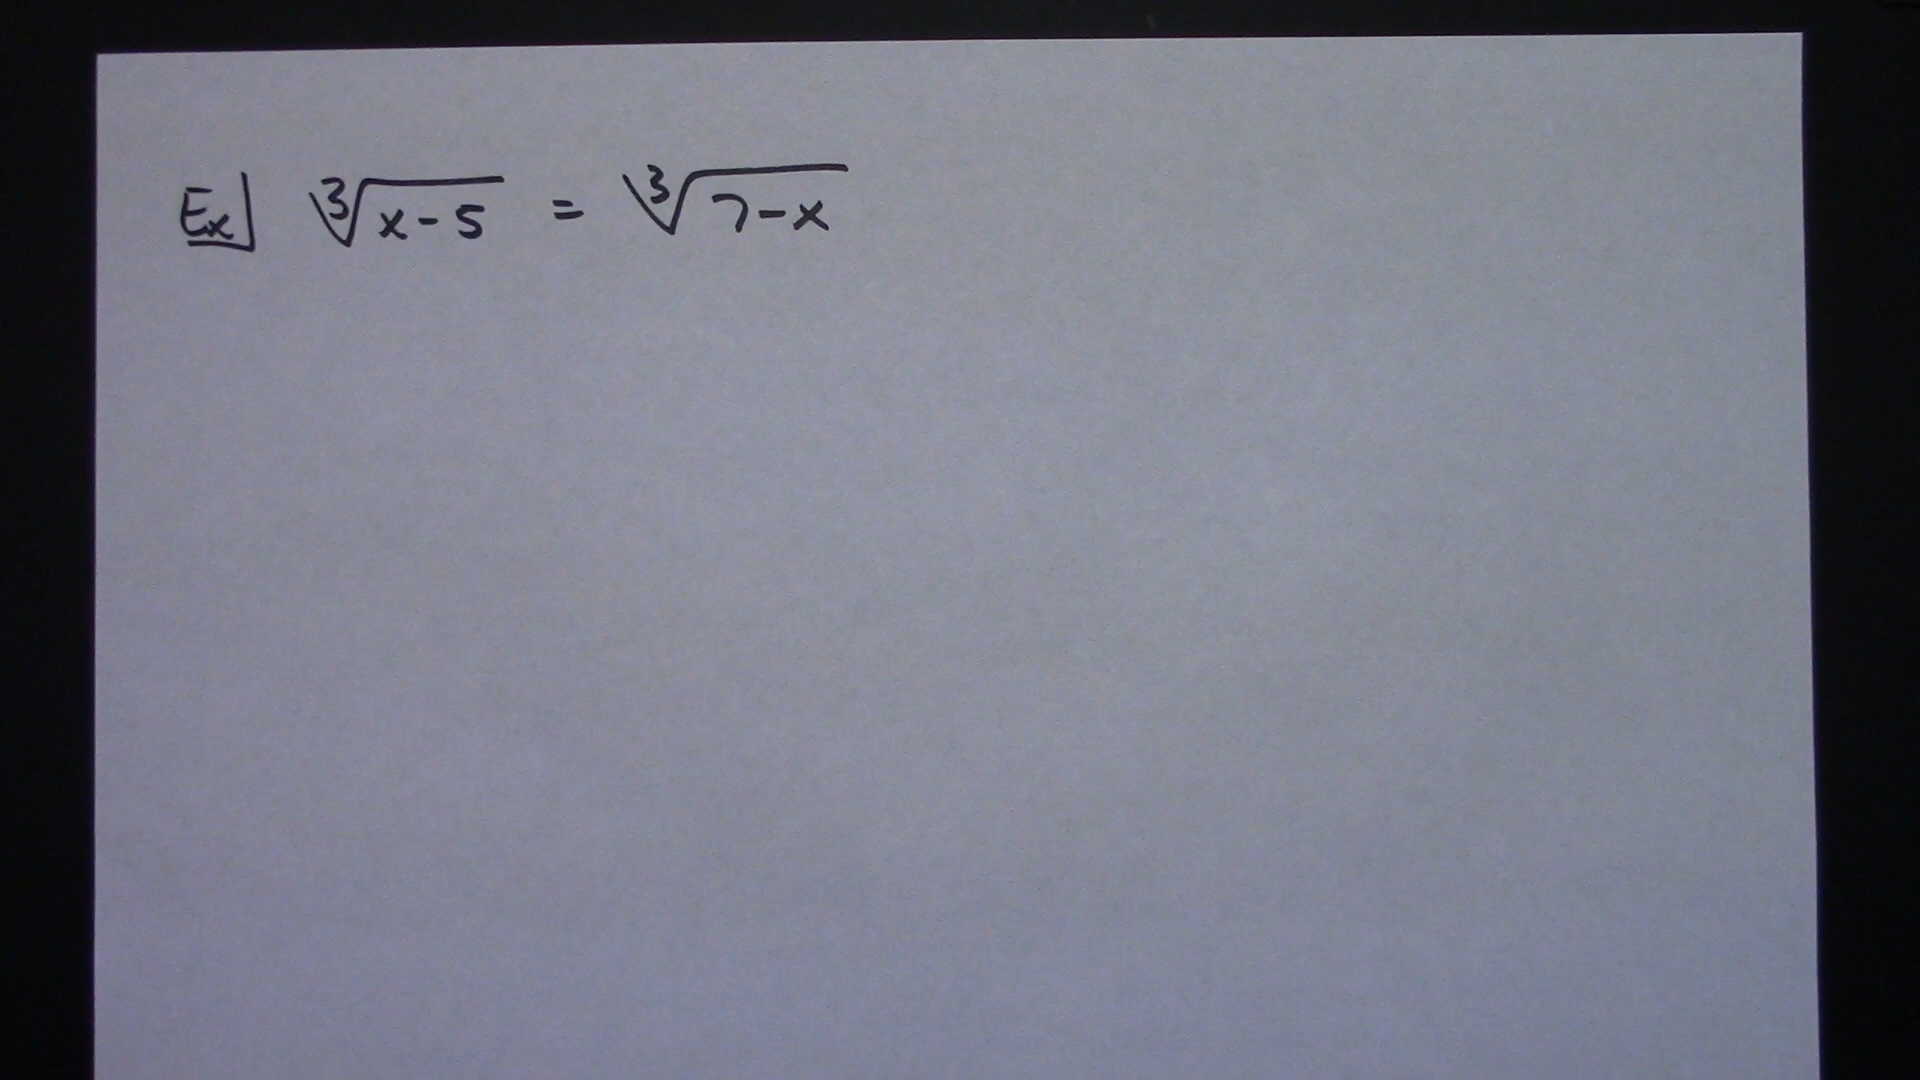 Ex] ∛(x-5) = ∛(7-x)